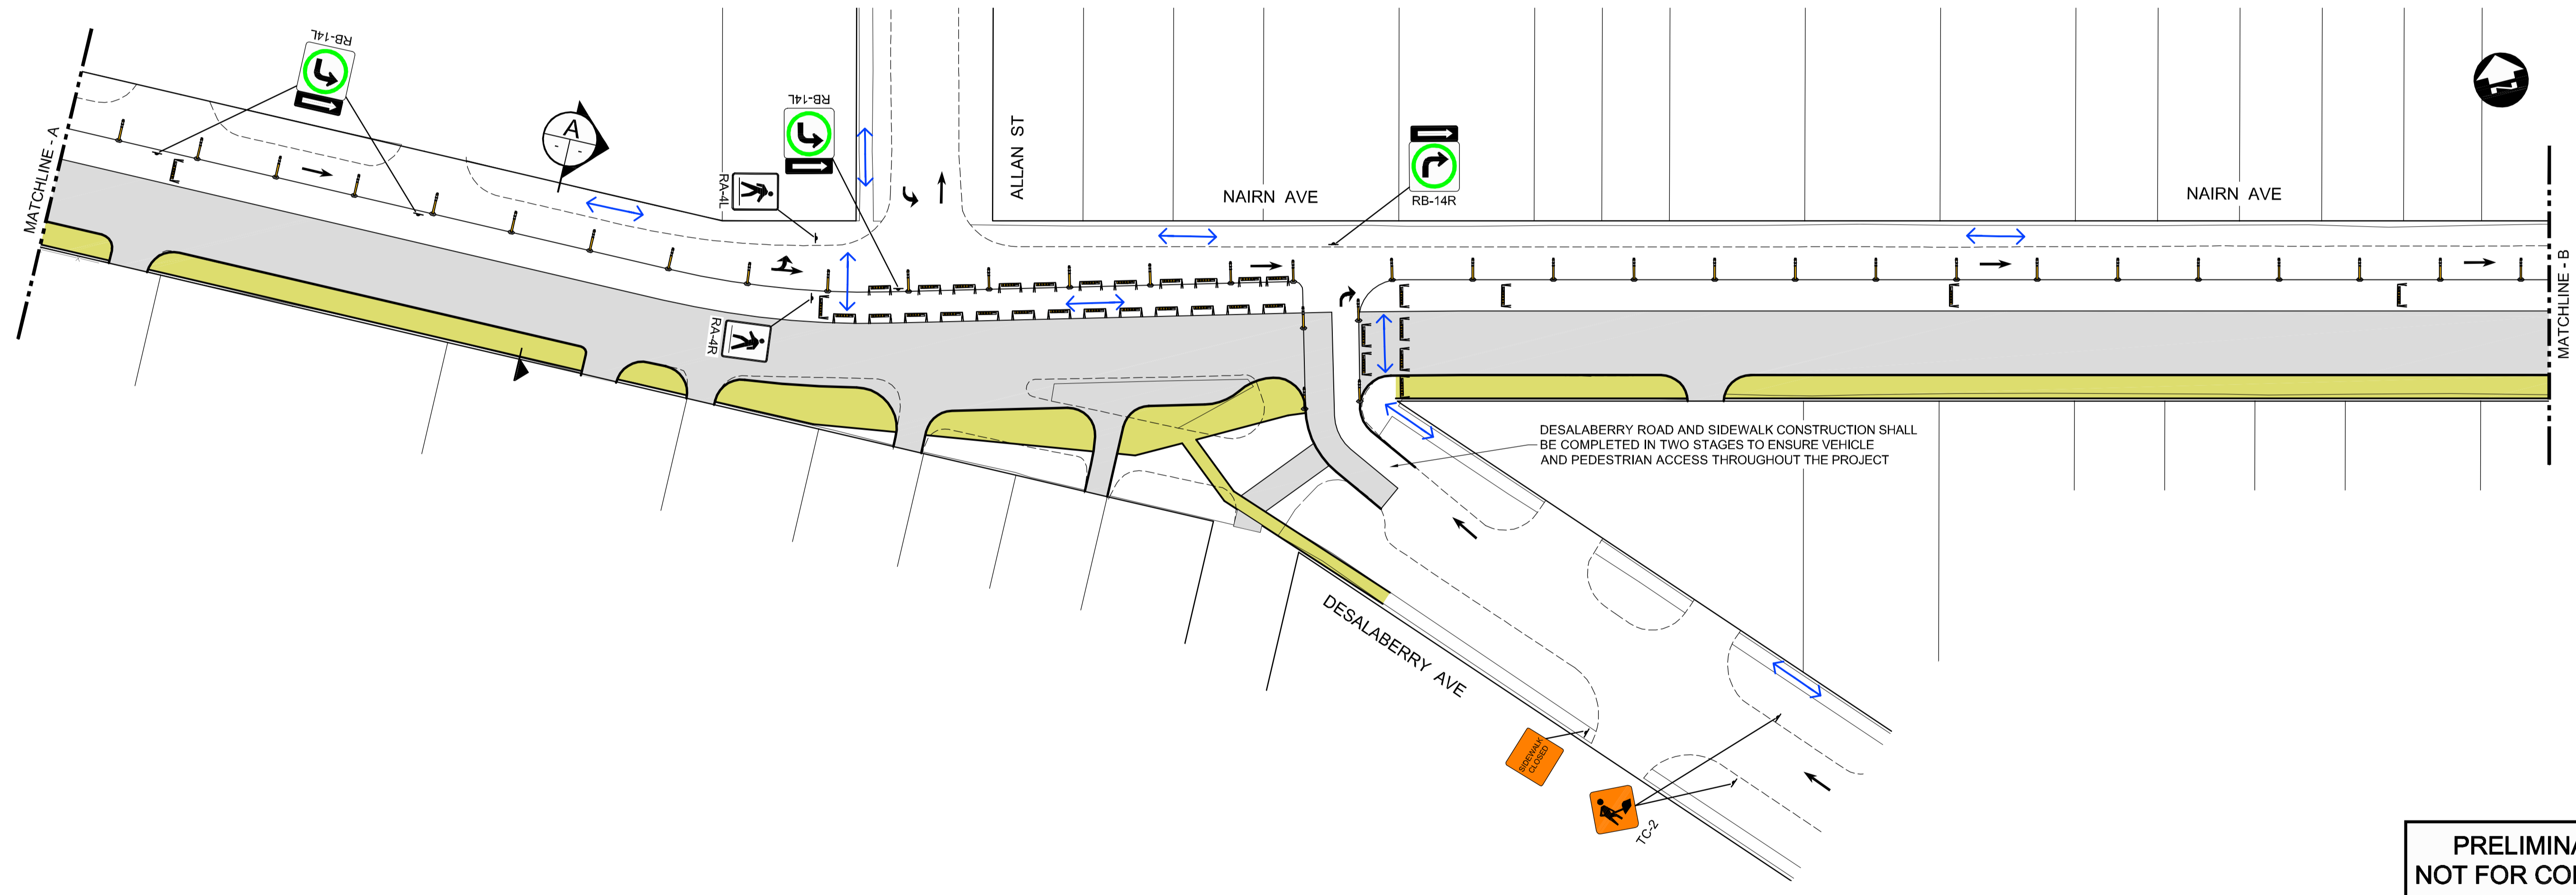 RB-14L
RB-14L
A
- -
MATCHLINE - A
RA-4L
ALLAN ST
NAIRN AVE
RB-14R
NAIRN AVE
MATCHLINE - B
RA-4R
DESALABERRY ROAD AND SIDEWALK CONSTRUCTION SHALL
BE COMPLETED IN TWO STAGES TO ENSURE VEHICLE
AND PEDESTRIAN ACCESS THROUGHOUT THE PROJECT
DESALABERRY AVE
SIDEWALK
CLOSED
TC-2
PRELIMINA
NOT FOR CO